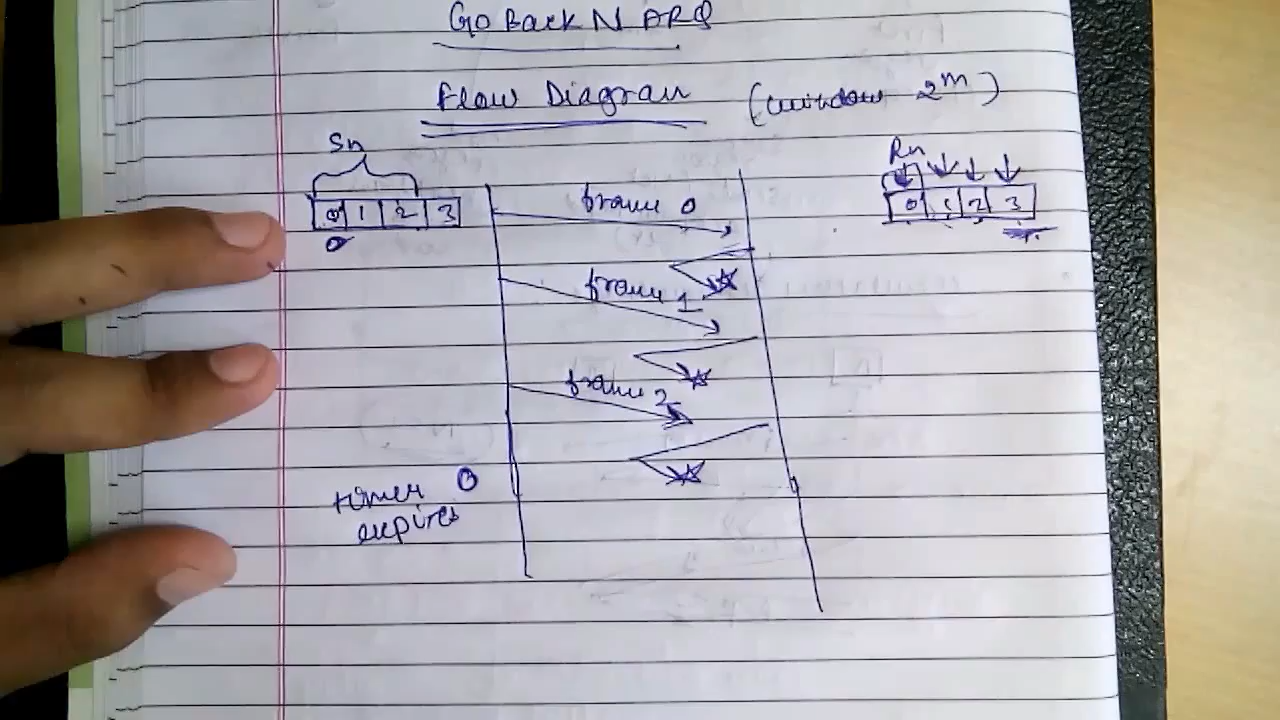 Go Back N ARQ
Flow Diagram (window 2^m)
Sn
Rn
0 1 2 3
0
frame 0
0 1 2 3
frame 1
frame 2
timer 0
expires